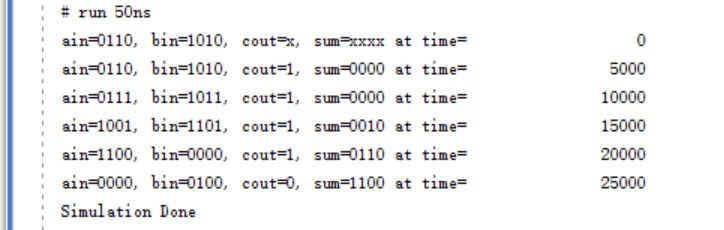 # run 50ns
ain=0110, bin=1010, cout=x, sum=xxxx at time= 0
ain=0110, bin=1010, cout=1, sum=0000 at time= 5000
ain=0111, bin=1011, cout=1, sum=0000 at time= 10000
ain=1001, bin=1101, cout=1, sum=0010 at time= 15000
ain=1100, bin=0000, cout=1, sum=0110 at time= 20000
ain=0000, bin=0100, cout=0, sum=1100 at time= 25000
Simulation Done